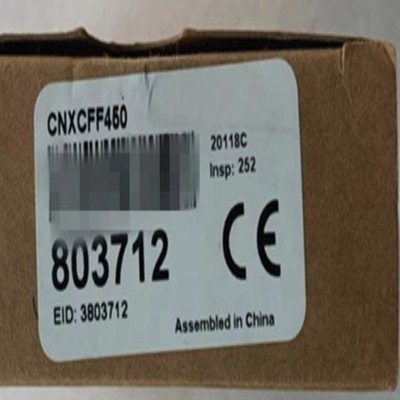 CNXCFF450
20118C
Insp: 252
803712
CE
EID: 3803712
Assembled in China